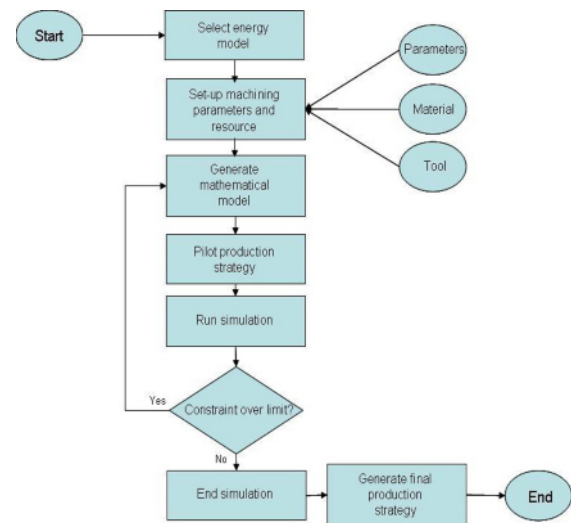 Start
Select energy
model
Parameters
Set-up machining
parameters and
resource
Material
Tool
Generate
mathematical
model
Pilot production
strategy
Run simulation
Yes
Constraint over limit?
No
End simulation
Generate final
production
strategy
End